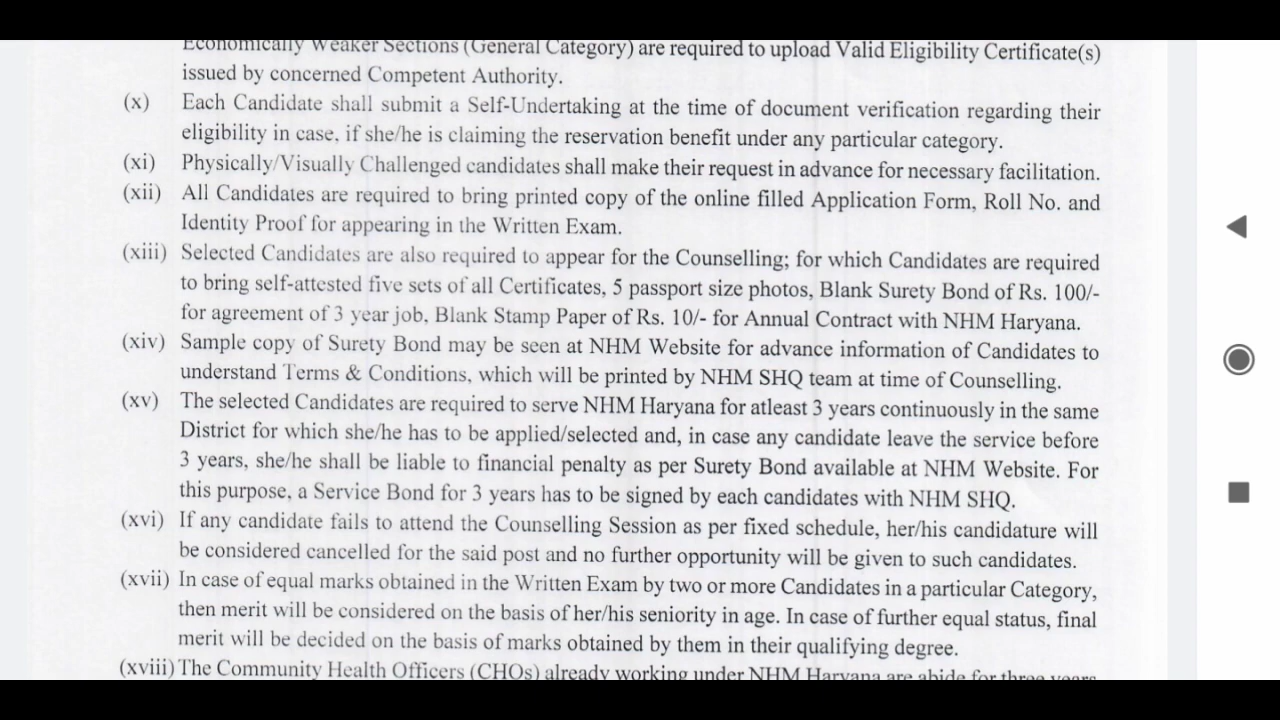 Economically Weaker Sections (General Category) are required to upload Valid Eligibility Certificate(s)
issued by concerned Competent Authority.
(x) Each Candidate shall submit a Self-Undertaking at the time of document verification regarding their
eligibility in case, if she/he is claiming the reservation benefit under any particular category.
(xi) Physically/Visually Challenged candidates shall make their request in advance for necessary facilitation.
(xii) All Candidates are required to bring printed copy of the online filled Application Form, Roll No. and
Identity Proof for appearing in the Written Exam.
(xiii) Selected Candidates are also required to appear for the Counselling; for which Candidates are required
to bring self-attested five sets of all Certificates, 5 passport size photos, Blank Surety Bond of Rs. 100/-
for agreement of 3 year job, Blank Stamp Paper of Rs. 10/- for Annual Contract with NHM Haryana.
(xiv) Sample copy of Surety Bond may be seen at NHM Website for advance information of Candidates to
understand Terms & Conditions, which will be printed by NHM SHQ team at time of Counselling.
(xv) The selected Candidates are required to serve NHM Haryana for atleast 3 years continuously in the same
District for which she/he has to be applied/selected and, in case any candidate leave the service before
3 years, she/he shall be liable to financial penalty as per Surety Bond available at NHM Website. For
this purpose, a Service Bond for 3 years has to be signed by each candidates with NHM SHQ.
(xvi) If any candidate fails to attend the Counselling Session as per fixed schedule, her/his candidature will
be considered cancelled for the said post and no further opportunity will be given to such candidates.
(xvii) In case of equal marks obtained in the Written Exam by two or more Candidates in a particular Category,
then merit will be considered on the basis of her/his seniority in age. In case of further equal status, final
merit will be decided on the basis of marks obtained by them in their qualifying degree.
(xviii) The Community Health Officers (CHOs) already working under NHM Haryana are abide for three years